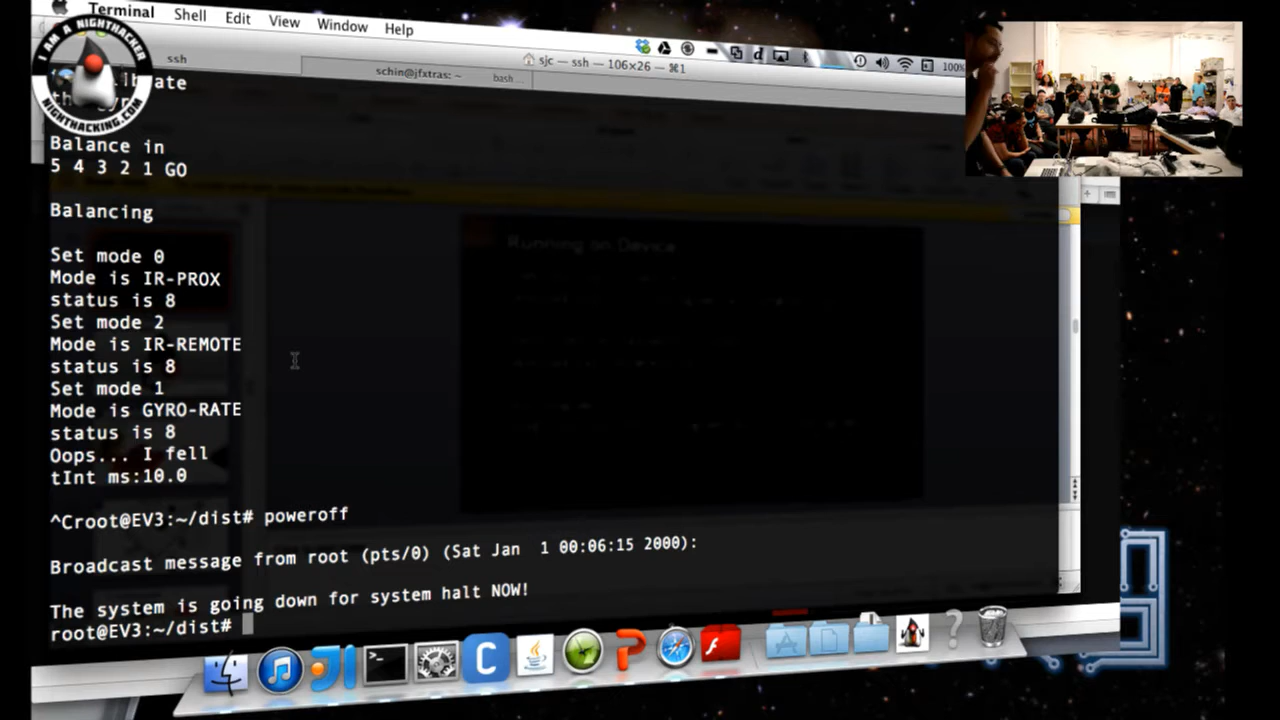 Terminal Shell Edit View Window Help
100%
I AM A NIGHTHACKER
NIGHTHACKING.COM
sjc — ssh — 106×26 — ⌘1
ssh
schin@jfxtras: ~ bash
Balance in
5 4 3 2 1 GO
Balancing
Set mode 0
Mode is IR-PROX
status is 8
Set mode 2
Mode is IR-REMOTE
status is 8
Set mode 1
Mode is GYRO-RATE
status is 8
Oops... I fell
tInt ms:10.0
^Croot@EV3:~/dist# poweroff
Broadcast message from root (pts/0) (Sat Jan 1 00:06:15 2000):
The system is going down for system halt NOW!
root@EV3:~/dist#
Running on Device